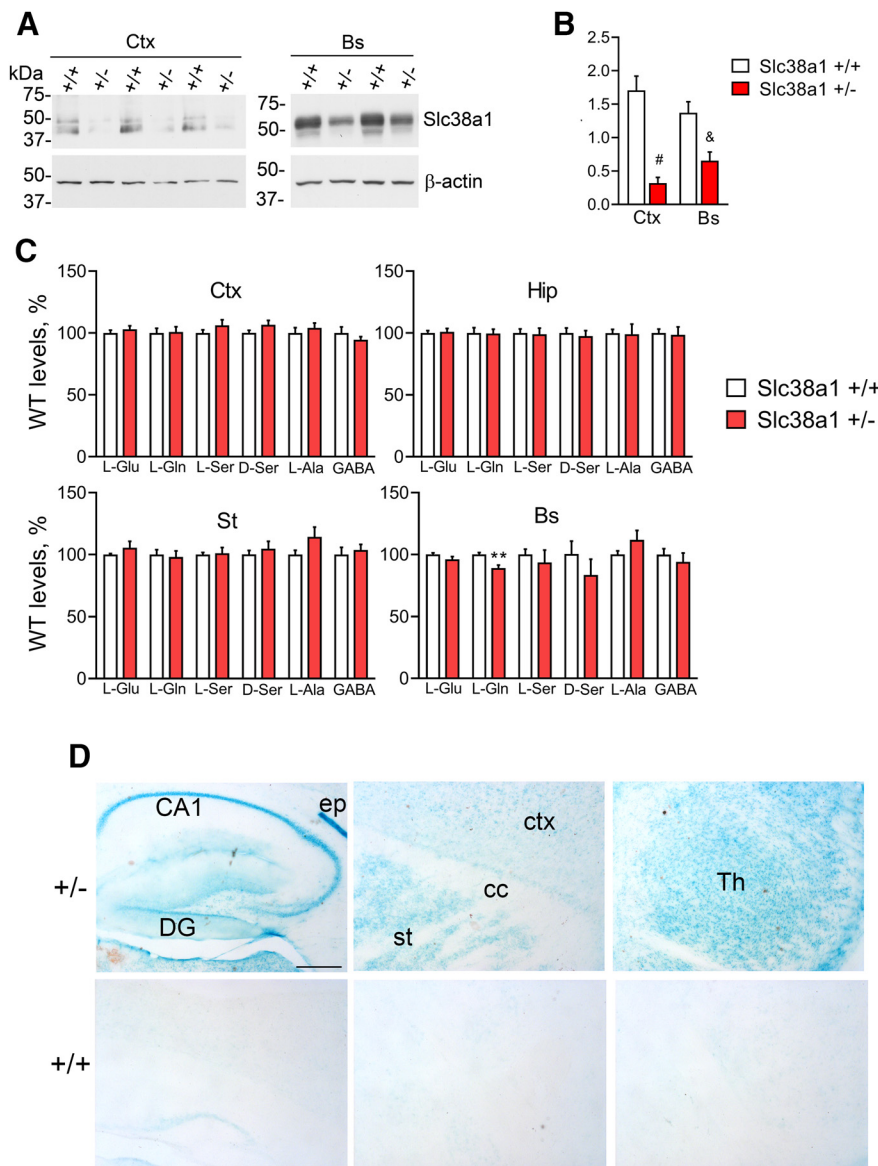 A
Ctx
Bs
kDa
+/+ +/- +/+ +/- +/+ +/-
+/+ +/- +/+ +/-
75-
50-
37-
75-
50-
Slc38a1
50-
37-
50-
37-
β-actin
B
2.5
2.0
1.5
1.0
0.5
0.0
#
&
Ctx
Bs
Slc38a1 +/+
Slc38a1 +/-
C
WT levels, %
150
100
50
0
Ctx
L-Glu L-Gln L-Ser D-Ser L-Ala GABA
150
100
50
0
Hip
L-Glu L-Gln L-Ser D-Ser L-Ala GABA
Slc38a1 +/+
Slc38a1 +/-
WT levels, %
150
100
50
0
St
L-Glu L-Gln L-Ser D-Ser L-Ala GABA
150
100
50
0
Bs
**
L-Glu L-Gln L-Ser D-Ser L-Ala GABA
D
+/-
CA1
ep
DG
ctx
cc
st
Th
+/+